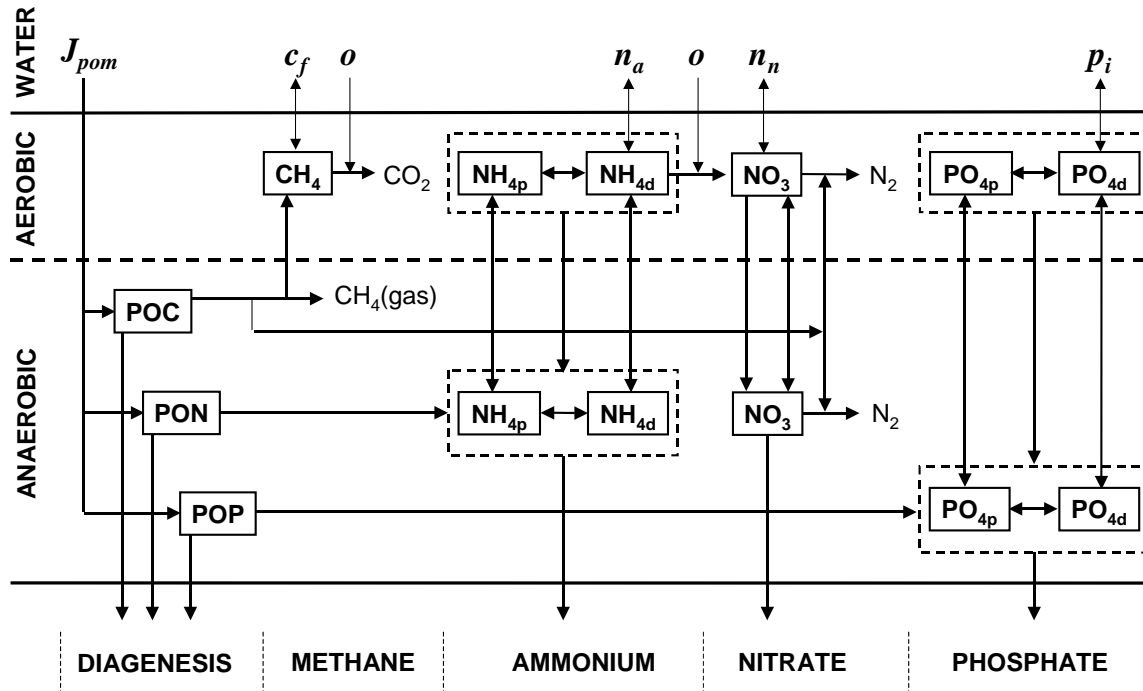 WATER
J_pom c_f o n_a o n_n p_i
AEROBIC
CH4 CO2 NH4p NH4d NO3 N2 PO4p PO4d
ANAEROBIC
POC CH4(gas)
PON NH4p NH4d NO3 N2
POP PO4p PO4d
DIAGENESIS METHANE AMMONIUM NITRATE PHOSPHATE